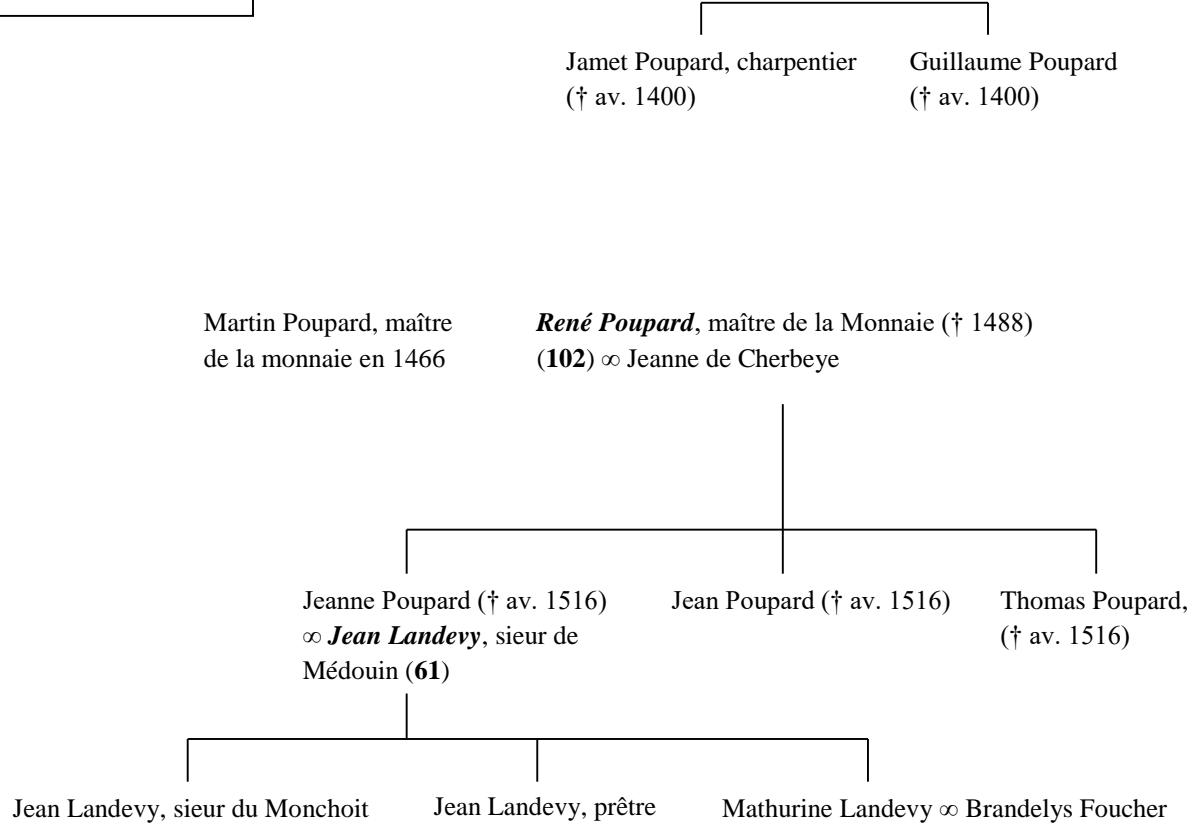 Jamet Poupard, charpentier
(† av. 1400)
Guillaume Poupard
(† av. 1400)
Martin Poupard, maître
de la monnaie en 1466
René Poupard, maître de la Monnaie († 1488)
(102) ∞ Jeanne de Cherbeye
Jeanne Poupard († av. 1516)
∞ Jean Landevy, sieur de
Médouin (61)
Jean Poupard († av. 1516)
Thomas Poupard,
(† av. 1516)
Jean Landevy, sieur du Monchoit
Jean Landevy, prêtre
Mathurine Landevy ∞ Brandelys Foucher